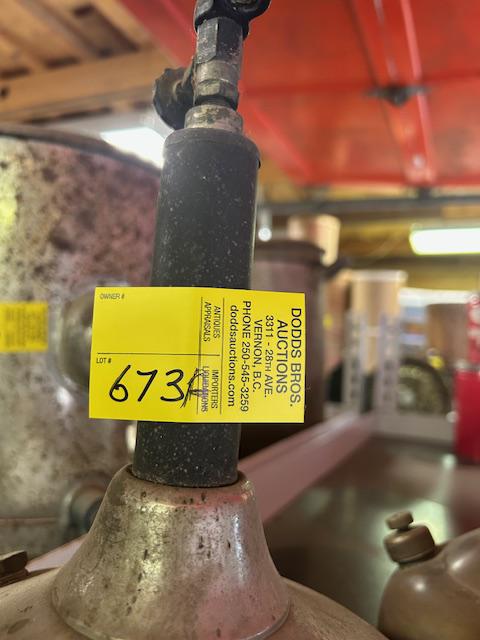 OWNER #
LOT #
673A
ANTIQUES
APPRAISALS
IMPORTERS
LIQUIDATIONS
DODDS BROS.
AUCTIONS
3311 - 28TH AVE.
VERNON, B.C.
PHONE 250-545-3259
doddsauctions.com